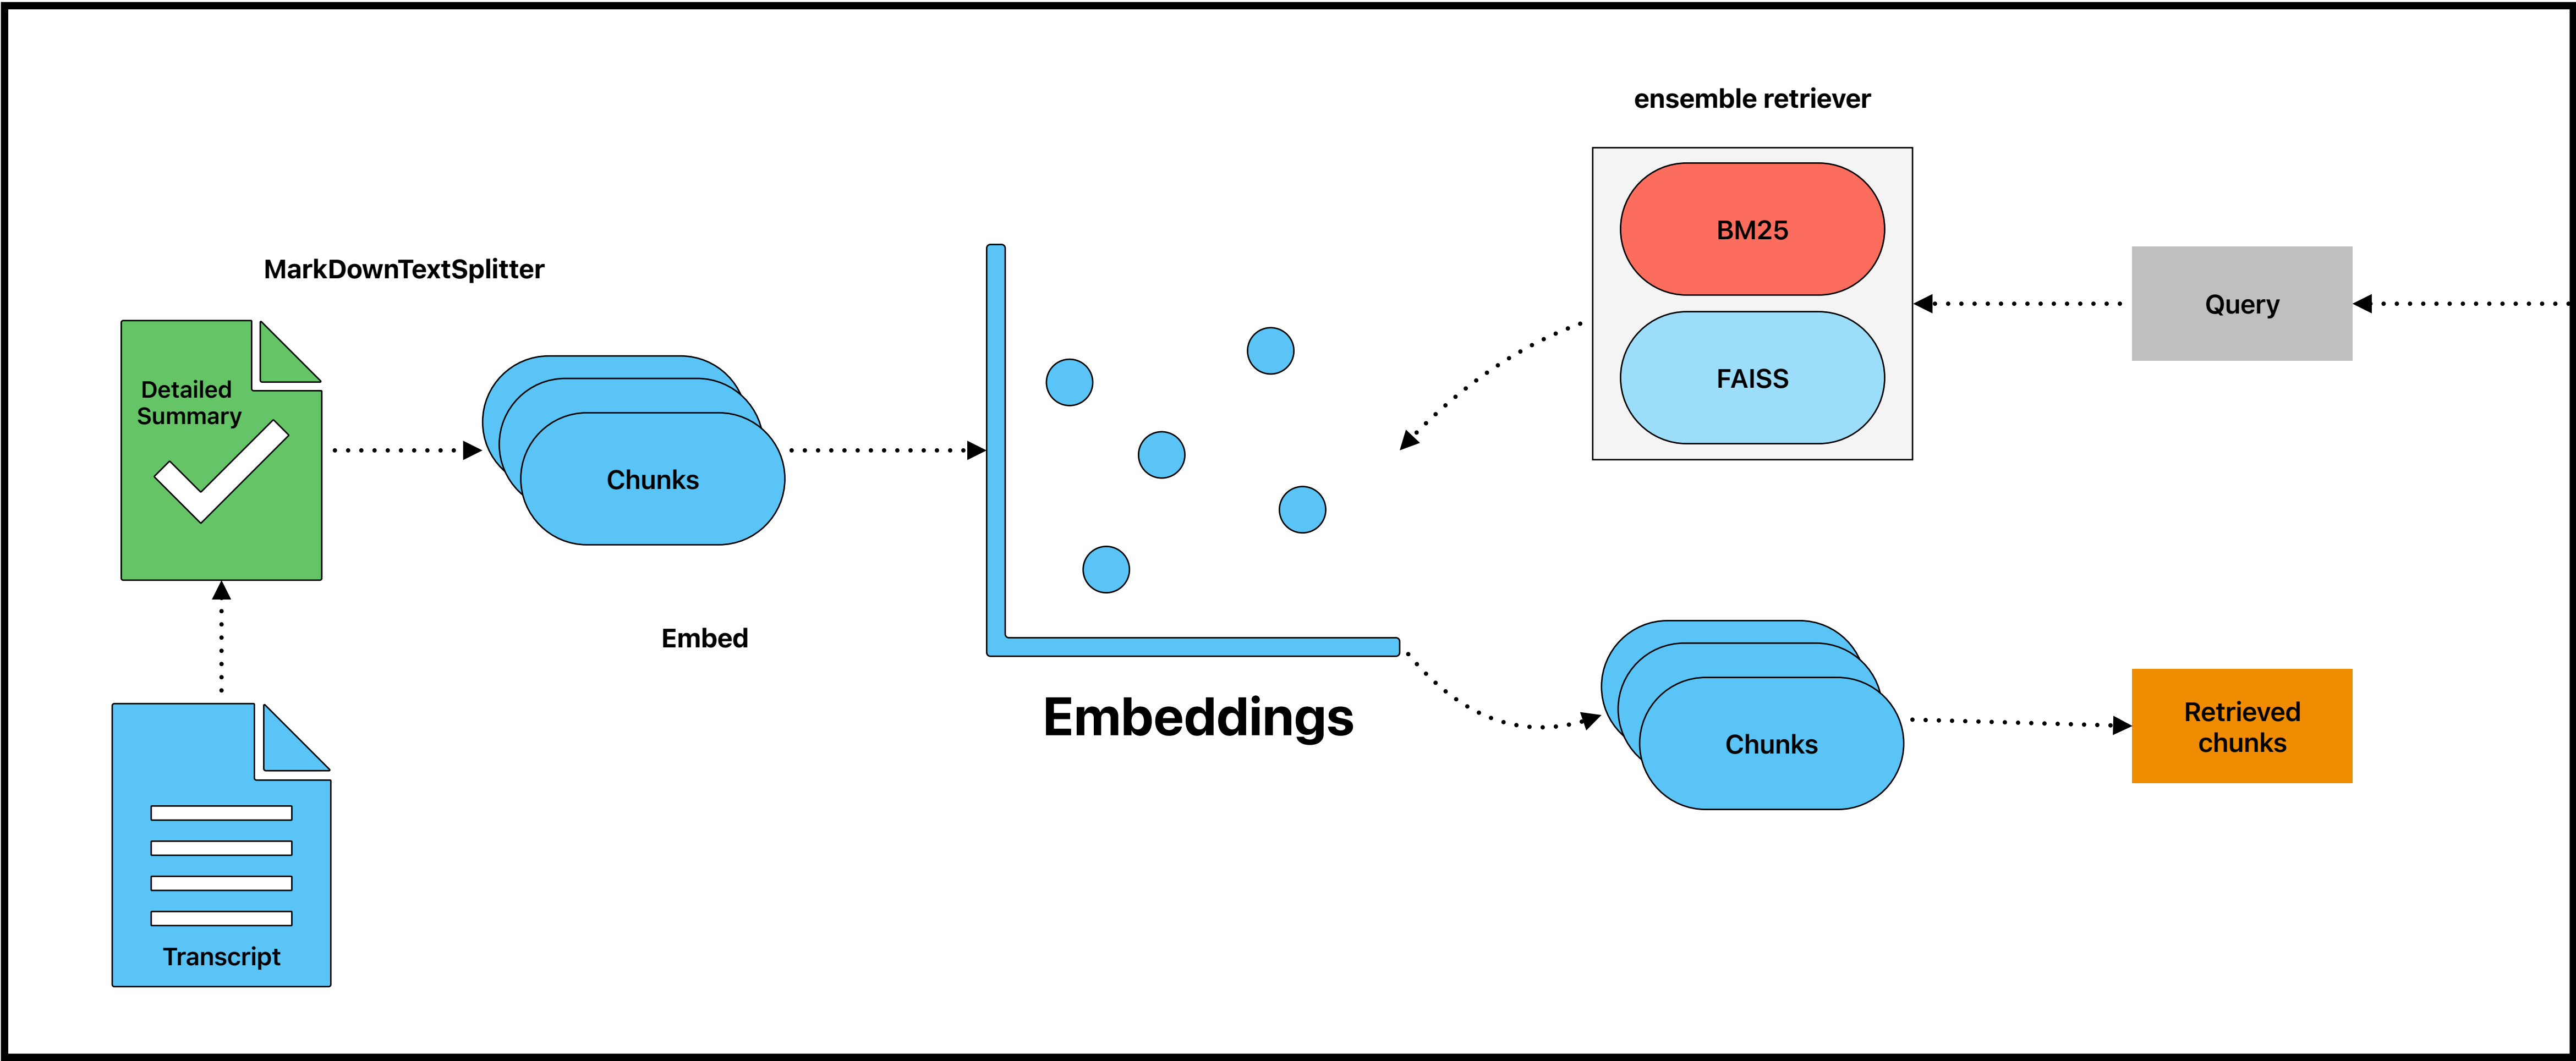 ensemble retriever
BM25
FAISS
Query
MarkDownTextSplitter
Detailed
Summary
Chunks
Embed
Embeddings
Transcript
Chunks
Retrieved
chunks